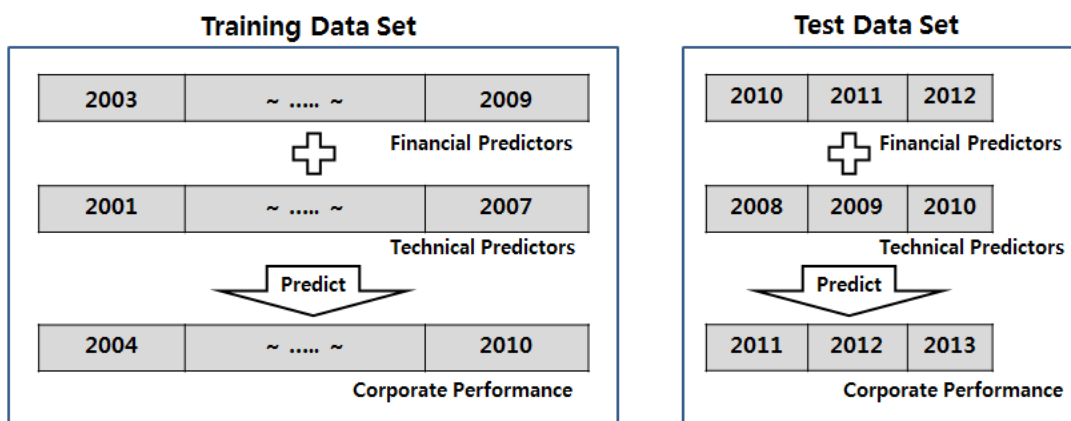 Training Data Set
2003 ~ ..... ~ 2009
Financial Predictors
2001 ~ ..... ~ 2007
Technical Predictors
Predict
2004 ~ ..... ~ 2010
Corporate Performance
Test Data Set
2010 2011 2012
Financial Predictors
2008 2009 2010
Technical Predictors
Predict
2011 2012 2013
Corporate Performance